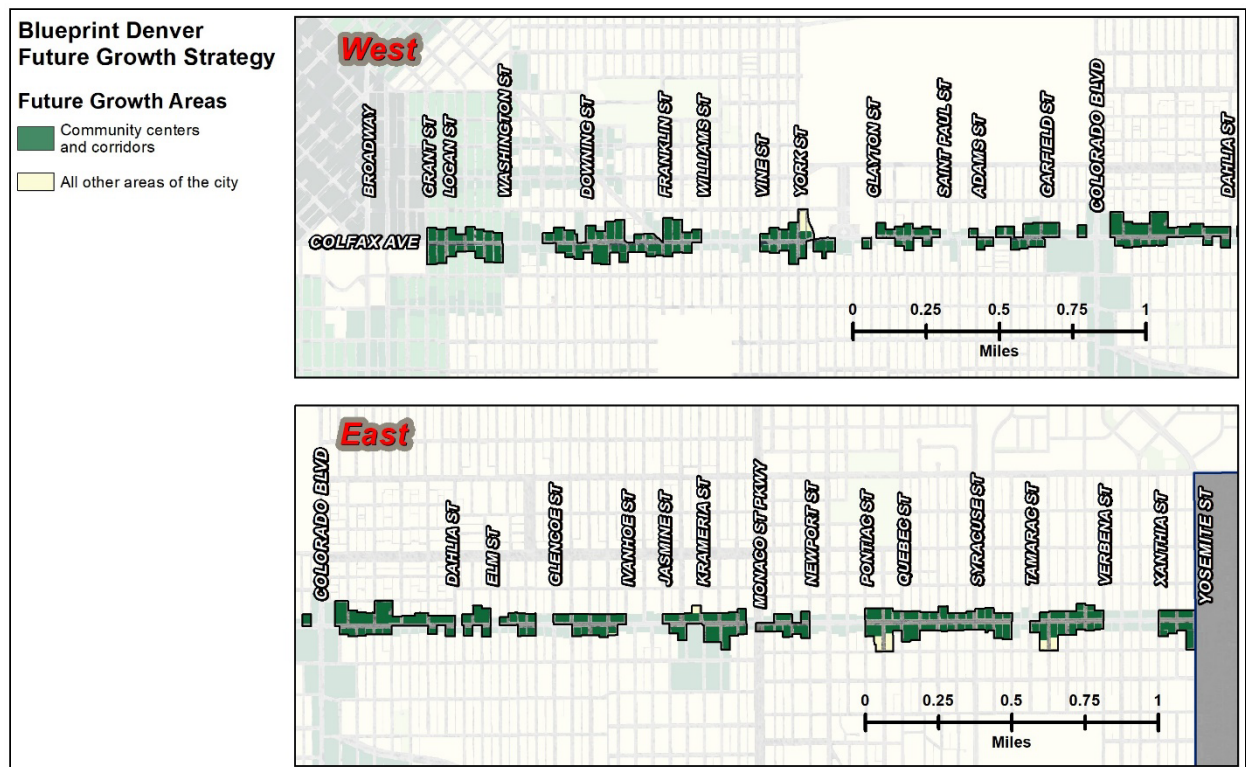 Blueprint Denver
Future Growth Strategy
Future Growth Areas
Community centers
and corridors
All other areas of the city
West
BROADWAY
GRANT ST
LOGAN ST
WASHINGTON ST
DOWNING ST
FRANKLIN ST
WILLIAMS ST
VINE ST
YORK ST
CLAYTON ST
SAINT PAUL ST
ADAMS ST
GARFIELD ST
COLORADO BLVD
DAHLIA ST
COLFAX AVE
0 0.25 0.5 0.75 1
Miles
East
COLORADO BLVD
DAHLIA ST
ELM ST
GLENCOE ST
IVANHOE ST
JASMINE ST
KRAMERIA ST
MONACO ST PKWY
NEWPORT ST
PONTIAC ST
QUEBEC ST
SYRACUSE ST
TAMARAC ST
VERBENA ST
XANTHIA ST
YOSEMITE ST
0 0.25 0.5 0.75 1
Miles